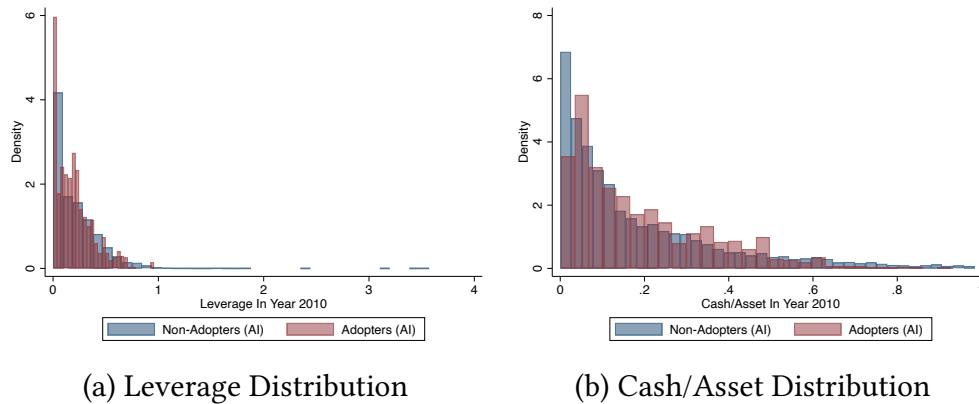 6
4
2
0
Density
0
1
2
3
4
Leverage In Year 2010
Non-Adopters (AI)
Adopters (AI)
(a) Leverage Distribution
8
6
4
2
0
Density
0
.2
.4
.6
.8
1
Cash/Asset In Year 2010
Non-Adopters (AI)
Adopters (AI)
(b) Cash/Asset Distribution